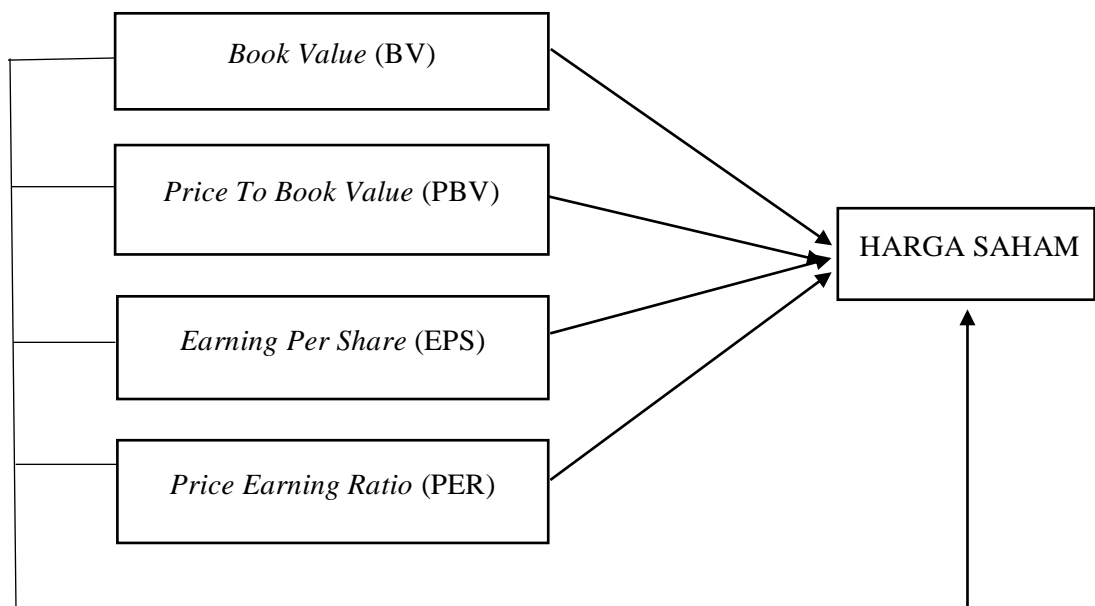 Book Value (BV)
Price To Book Value (PBV)
HARGA SAHAM
Earning Per Share (EPS)
Price Earning Ratio (PER)